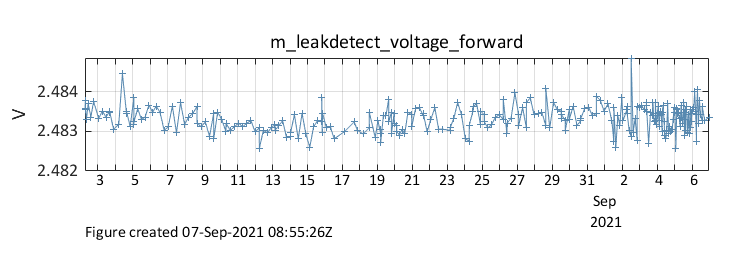 m_leakdetect_voltage_forward
V
2.484
2.483
2.482
3 5 7 9 11 13 15 17 19 21 23 25 27 29 31 2 4 6
Sep
2021
Figure created 07-Sep-2021 08:55:26Z